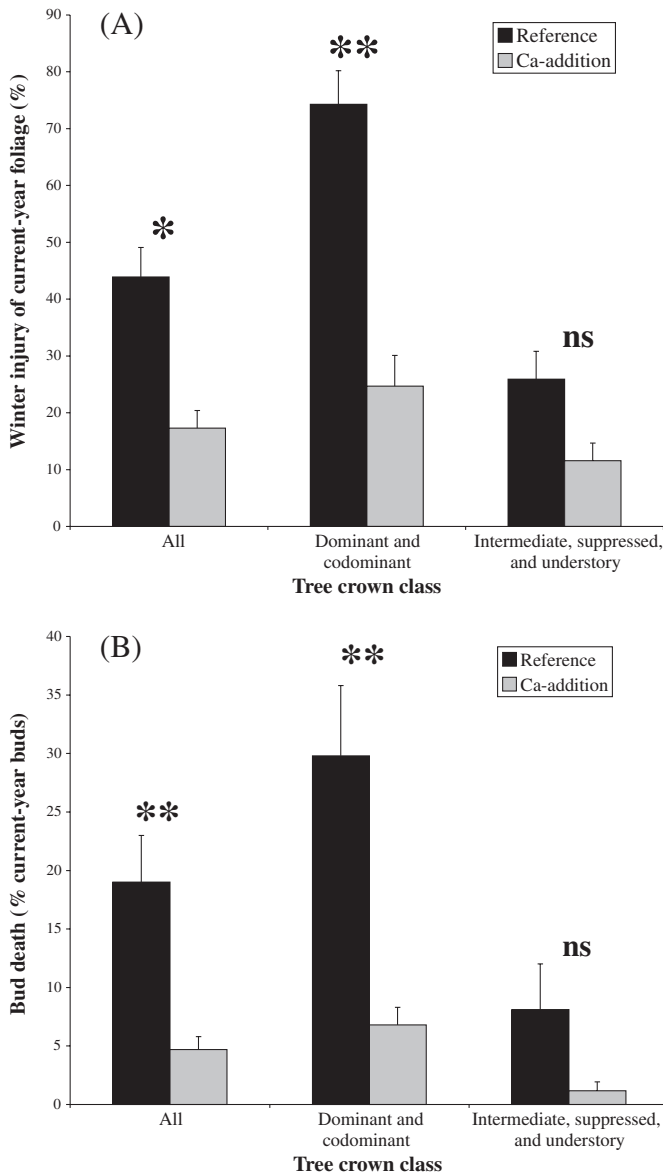 (A)
Reference
Ca-addition
Winter injury of current-year foliage (%)
90
80
70
60
50
40
30
20
10
0
*
**
ns
All
Dominant and
codominant
Intermediate, suppressed,
and understory
Tree crown class
(B)
Reference
Ca-addition
Bud death (% current-year buds)
40
35
30
25
20
15
10
5
0
**
**
ns
All
Dominant and
codominant
Intermediate, suppressed,
and understory
Tree crown class